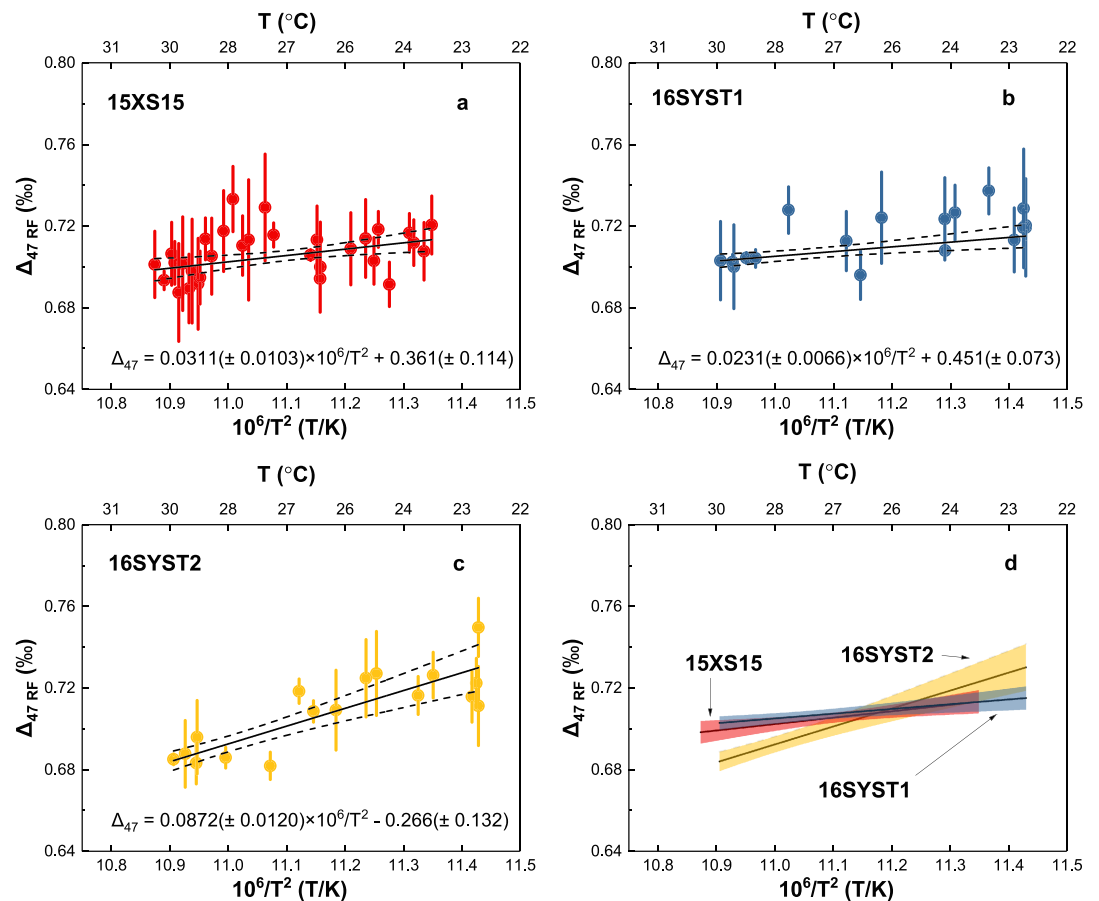 T (°C)
31 30 29 28 27 26 25 24 23 22
0.80
0.76
0.72
0.68
0.64
Δ47 RF (‰)
15XS15
a
Δ47 = 0.0311(± 0.0103)×10⁶/T² + 0.361(± 0.114)
10.8 10.9 11.0 11.1 11.2 11.3 11.4 11.5
10⁶/T² (T/K)
T (°C)
31 30 29 28 27 26 25 24 23 22
0.80
0.76
0.72
0.68
0.64
Δ47 RF (‰)
16SYST1
b
Δ47 = 0.0231(± 0.0066)×10⁶/T² + 0.451(± 0.073)
10.8 10.9 11.0 11.1 11.2 11.3 11.4 11.5
10⁶/T² (T/K)
T (°C)
31 30 29 28 27 26 25 24 23 22
0.80
0.76
0.72
0.68
0.64
Δ47 RF (‰)
16SYST2
c
Δ47 = 0.0872(± 0.0120)×10⁶/T² - 0.266(± 0.132)
10.8 10.9 11.0 11.1 11.2 11.3 11.4 11.5
10⁶/T² (T/K)
T (°C)
31 30 29 28 27 26 25 24 23 22
0.80
0.76
0.72
0.68
0.64
Δ47 RF (‰)
d
16SYST2
15XS15
16SYST1
10.8 10.9 11.0 11.1 11.2 11.3 11.4 11.5
10⁶/T² (T/K)